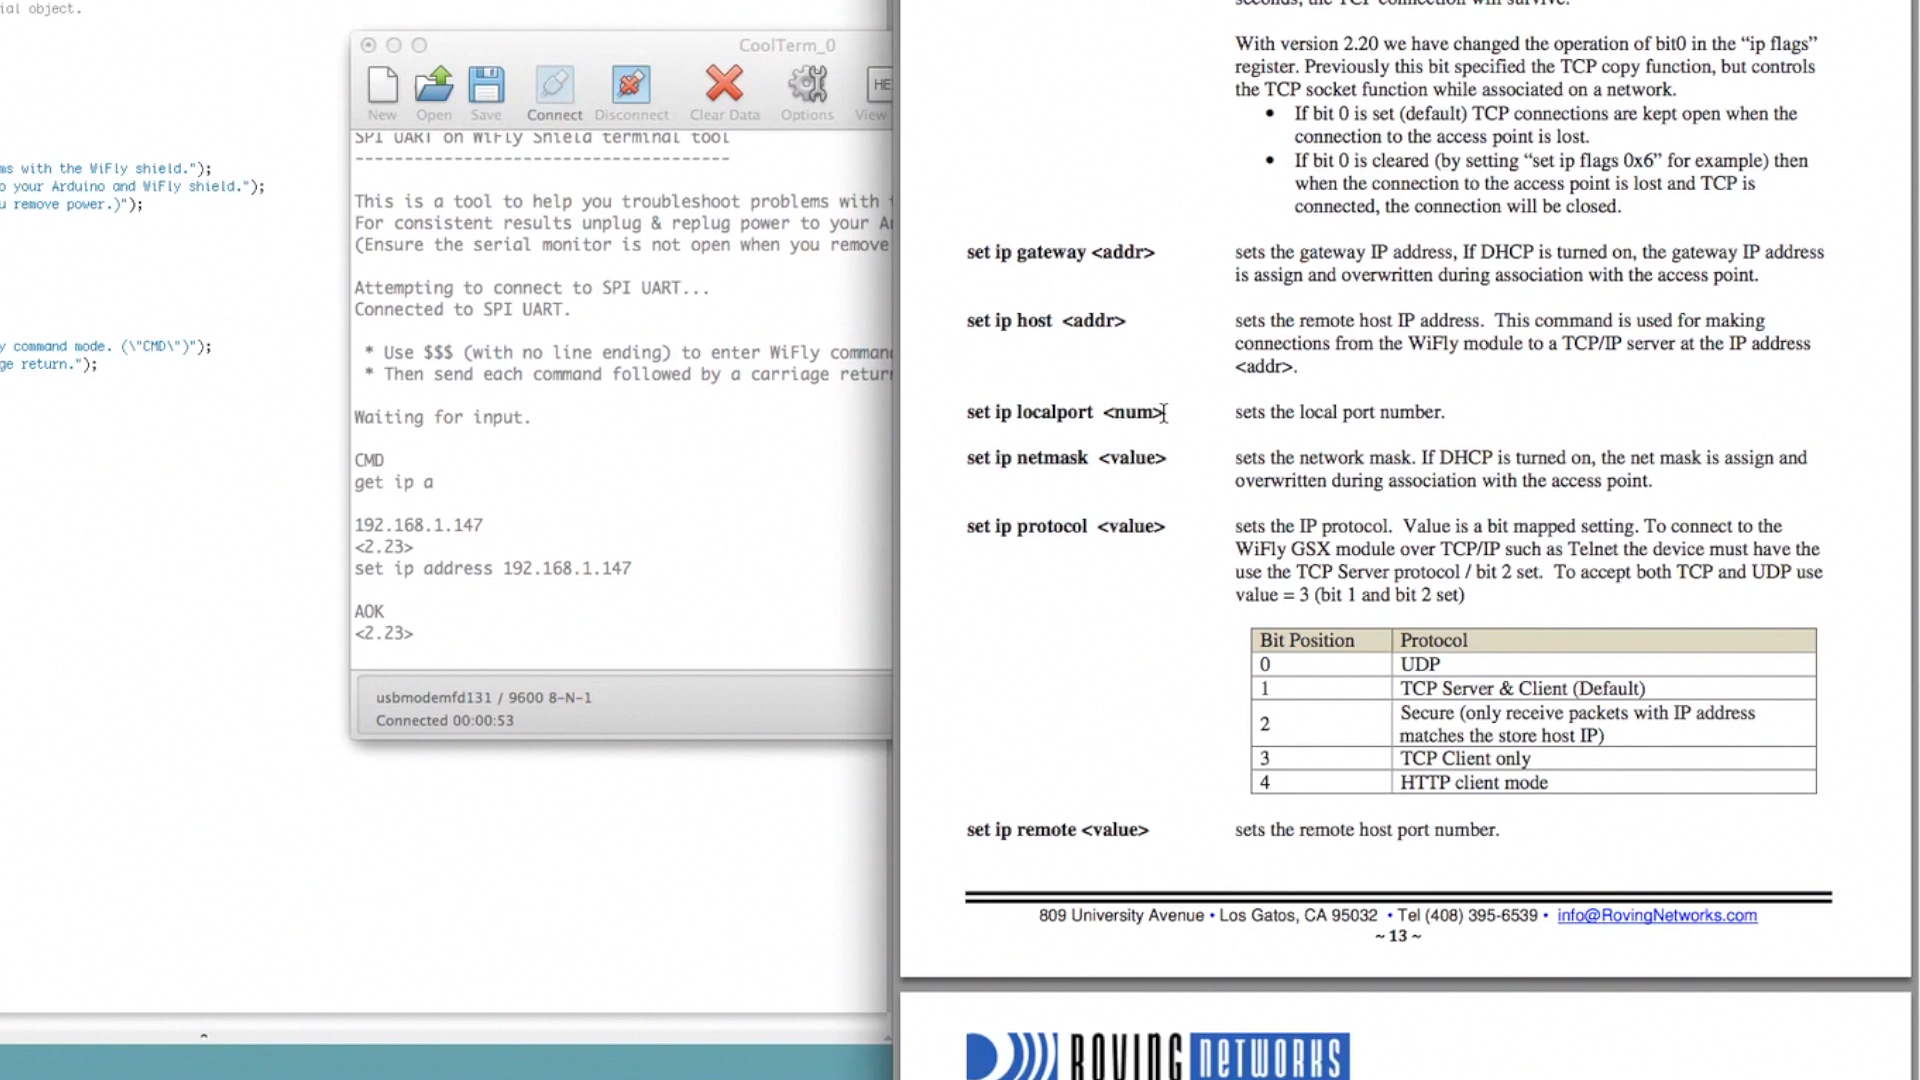 ial object.
ms with the WiFly shield.");
o your Arduino and WiFly shield.");
u remove power.)");
y command mode. (\"CMD\")");
ge return.");
CoolTerm_0
New Open Save Connect Disconnect Clear Data Options View
HE
SPI UART on WiFly Shield terminal tool
-----------------------------------
This is a tool to help you troubleshoot problems with
For consistent results unplug & replug power to your A
(Ensure the serial monitor is not open when you remove
Attempting to connect to SPI UART...
Connected to SPI UART.
* Use $$$ (with no line ending) to enter WiFly comman
* Then send each command followed by a carriage retur
Waiting for input.
CMD
get ip a
192.168.1.147
<2.23>
set ip address 192.168.1.147
AOK
<2.23>
usbmodemfd131 / 9600 8-N-1
Connected 00:00:53
seconds, the TCP connection will survive.
With version 2.20 we have changed the operation of bit0 in the “ip flags”
register. Previously this bit specified the TCP copy function, but controls
the TCP socket function while associated on a network.
• If bit 0 is set (default) TCP connections are kept open when the
connection to the access point is lost.
• If bit 0 is cleared (by setting “set ip flags 0x6” for example) then
when the connection to the access point is lost and TCP is
connected, the connection will be closed.
set ip gateway <addr> sets the gateway IP address, If DHCP is turned on, the gateway IP address
is assign and overwritten during association with the access point.
set ip host <addr> sets the remote host IP address. This command is used for making
connections from the WiFly module to a TCP/IP server at the IP address
<addr>.
set ip localport <num> sets the local port number.
set ip netmask <value> sets the network mask. If DHCP is turned on, the net mask is assign and
overwritten during association with the access point.
set ip protocol <value> sets the IP protocol. Value is a bit mapped setting. To connect to the
WiFly GSX module over TCP/IP such as Telnet the device must have the
use the TCP Server protocol / bit 2 set. To accept both TCP and UDP use
value = 3 (bit 1 and bit 2 set)
Bit Position Protocol
0 UDP
1 TCP Server & Client (Default)
2 Secure (only receive packets with IP address
matches the store host IP)
3 TCP Client only
4 HTTP client mode
set ip remote <value> sets the remote host port number.
809 University Avenue • Los Gatos, CA 95032 • Tel (408) 395-6539 • info@RovingNetworks.com
~ 13 ~
ROVING NETWORKS